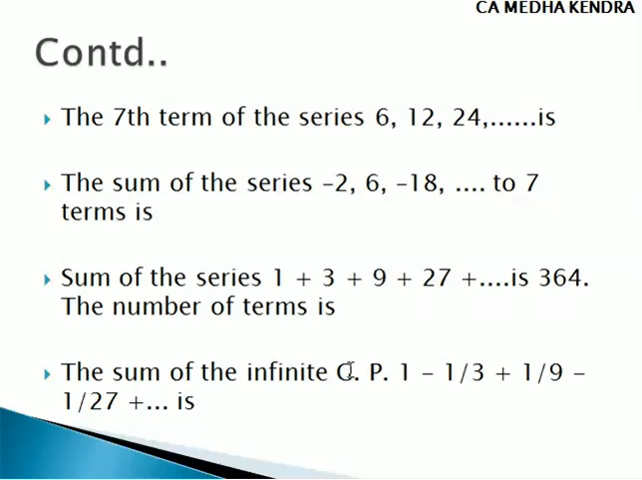 CA MEDHA KENDRA
Contd..
The 7th term of the series 6, 12, 24,......is
The sum of the series -2, 6, -18, .... to 7
terms is
Sum of the series 1 + 3 + 9 + 27 +....is 364.
The number of terms is
The sum of the infinite G. P. 1 - 1/3 + 1/9 -
1/27 +... is